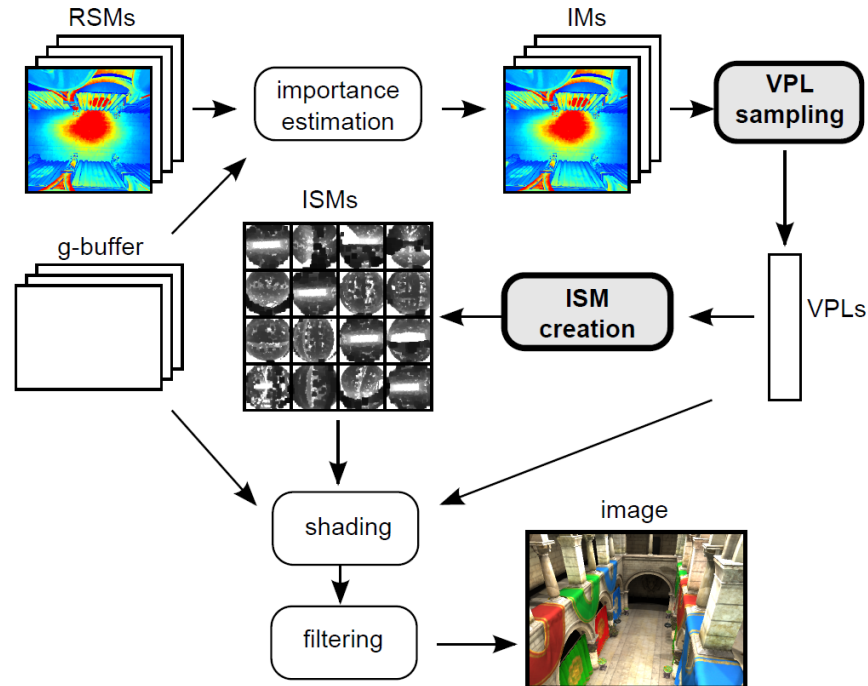 RSMs
IMs
importance
estimation
VPL
sampling
ISMs
g-buffer
ISM
creation
VPLs
shading
image
filtering